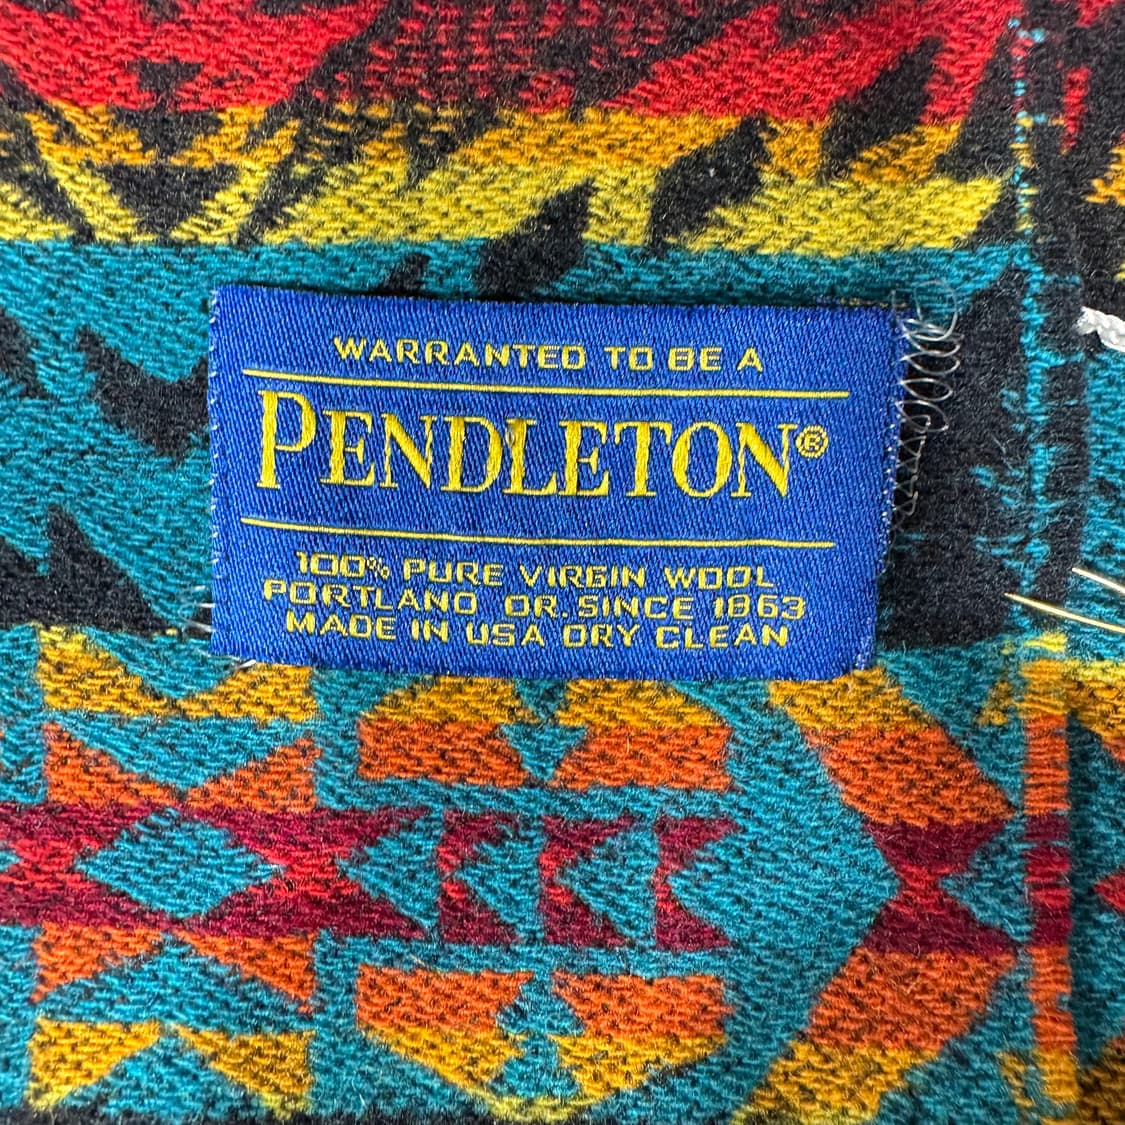 WARRANTED TO BE A
PENDLETON®
100% PURE VIRGIN WOOL
PORTLAND OR. SINCE 1863
MADE IN USA DRY CLEAN